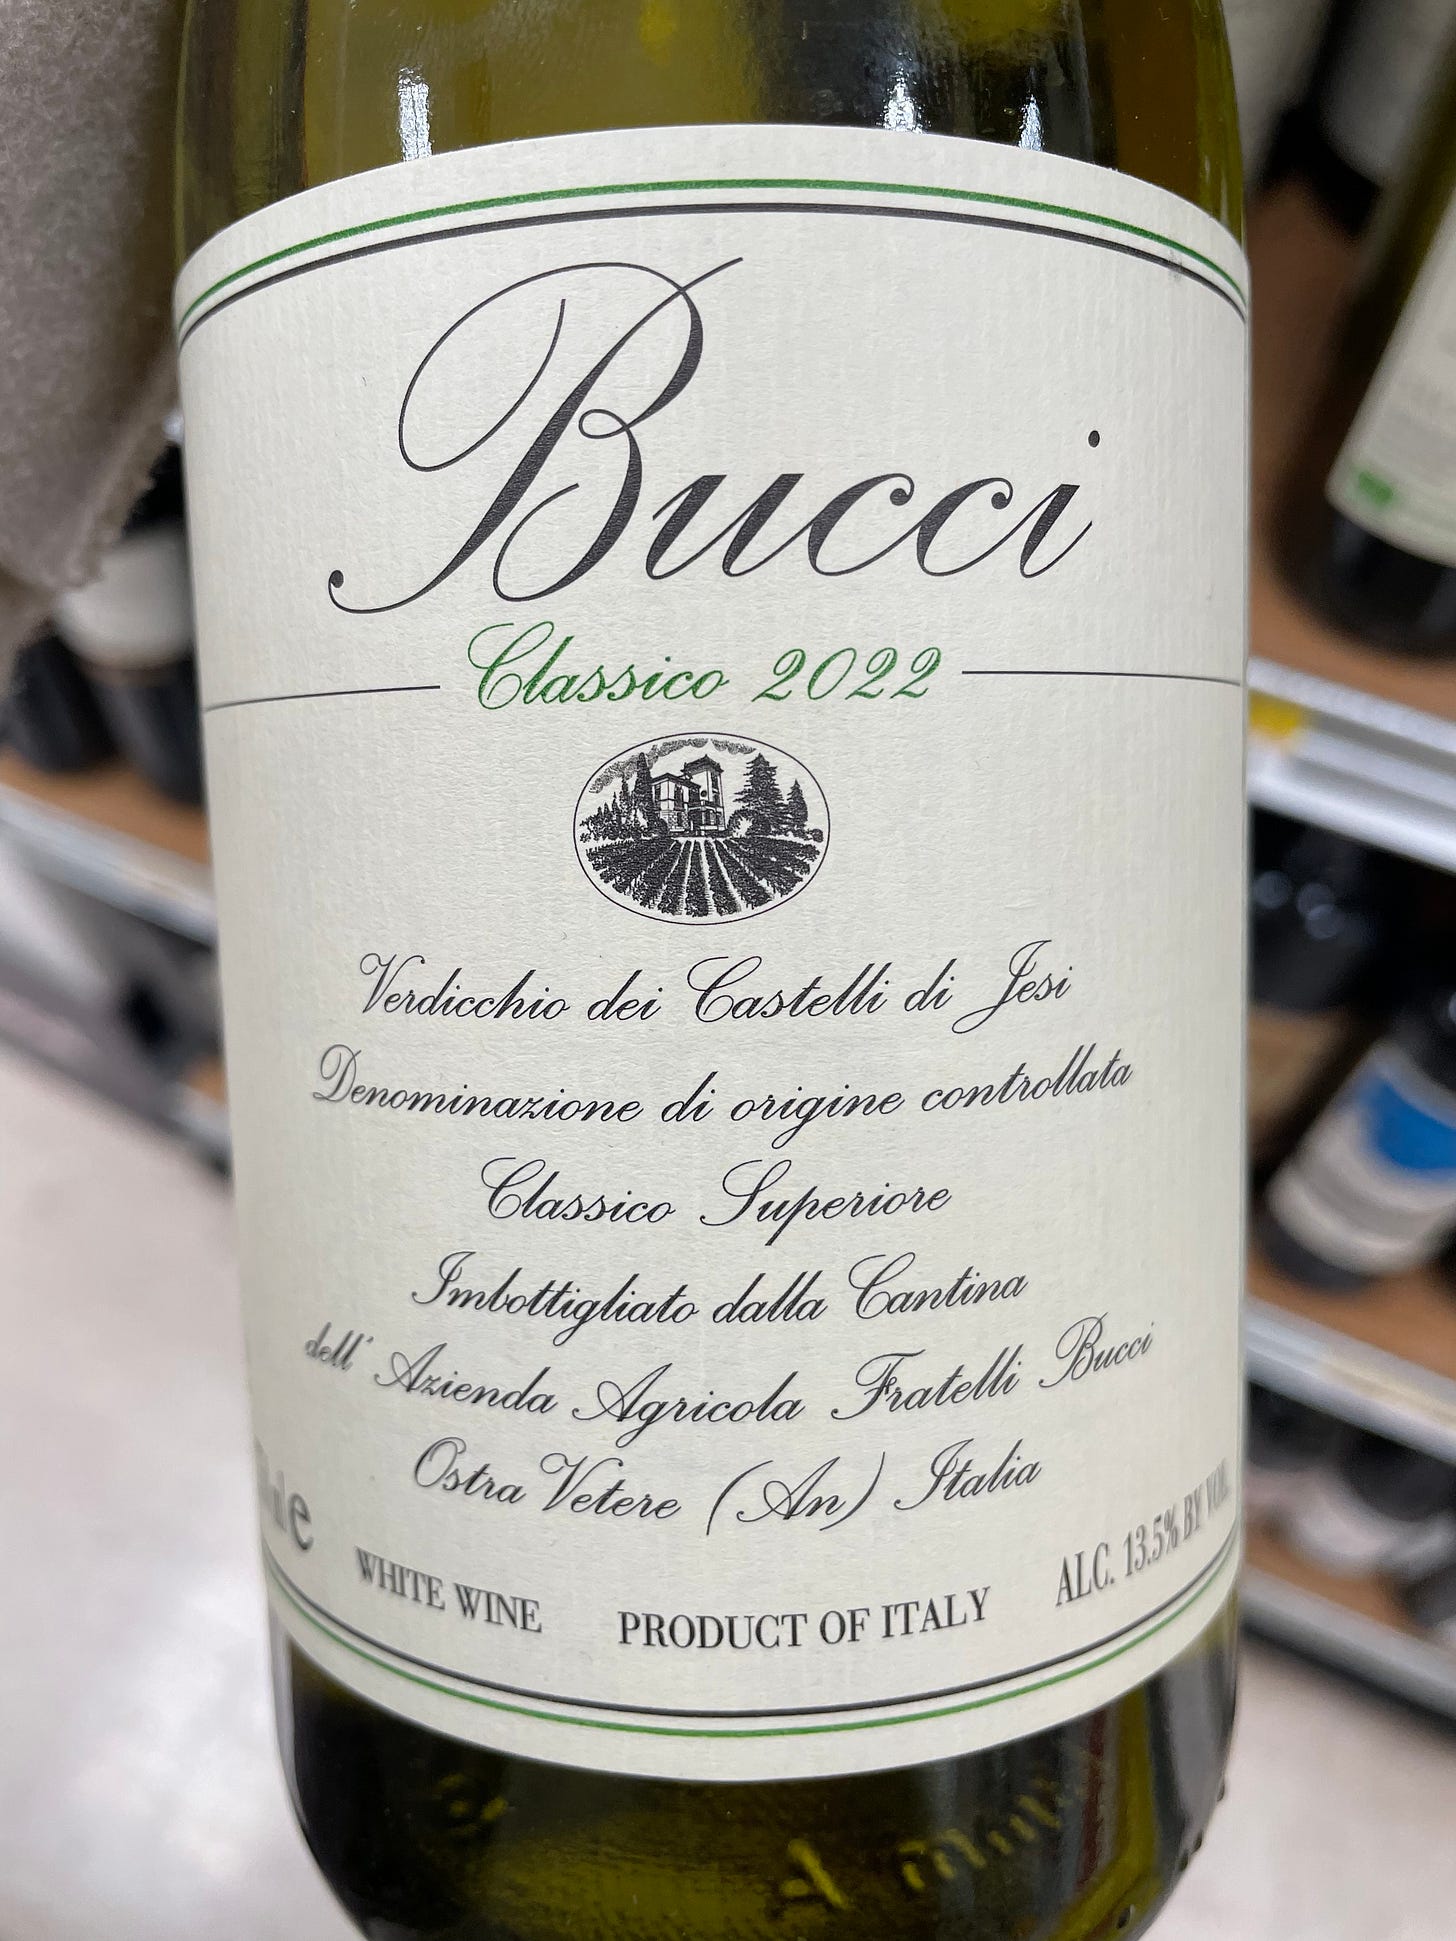 Bucci
Classico 2022
Verdicchio dei Castelli di Jesi
Denominazione di origine controllata
Classico Superiore
Imbottigliato dalla Cantina
dell' Azienda Agricola Fratelli Bucci
Ostra Vetere (An) Italia
WHITE WINE PRODUCT OF ITALY ALC. 13.5% BY VOL.